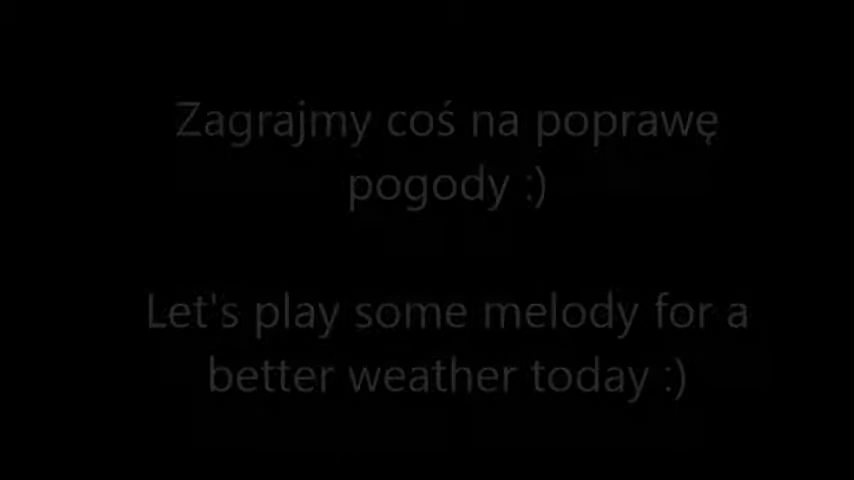 Zagrajmy coś na poprawę
pogody :)
Let's play some melody for a
better weather today :)